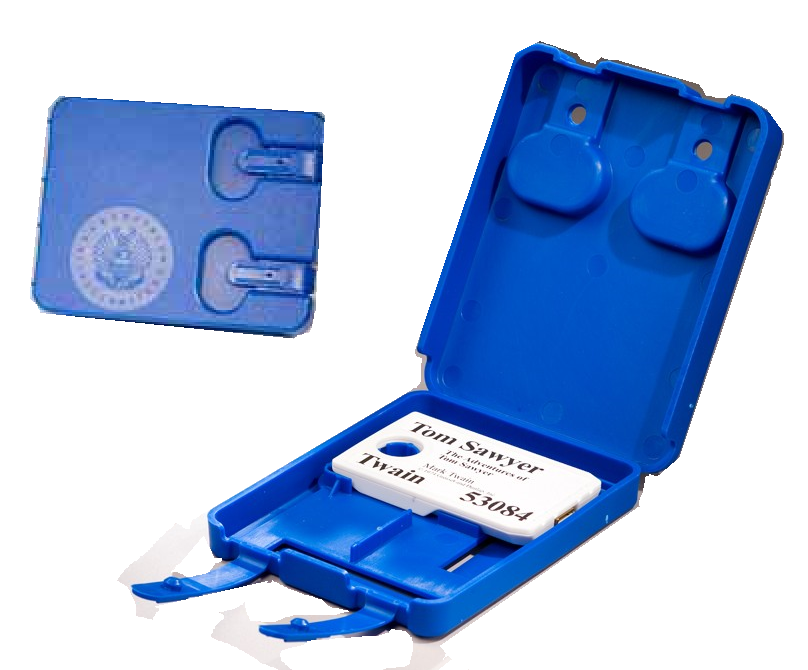 Tom Sawyer
The Adventures of
Tom Sawyer
Mark Twain
Twain
53084